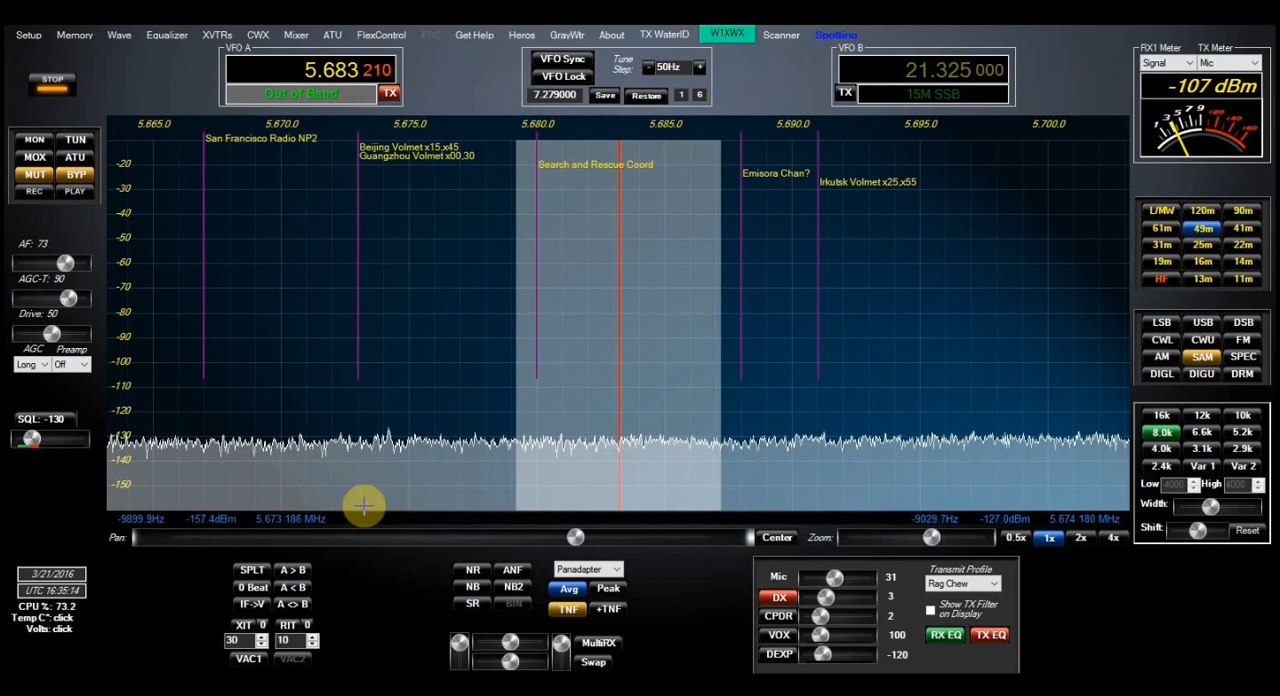 Setup Memory Wave Equalizer XVTRs CWX Mixer ATU FlexControl ESC Get Help Heros GrayWtr About TX WaterID W1XWX Scanner Spotting
VFO A
5.683 210
Out of Band TX
VFO Sync
VFO Lock
Tune
Step: - 50Hz +
7.279000 Save Restore 1 6
VFO B
21.325 000
TX 15M SSB
RX1 Meter TX Meter
Signal Mic
-107 dBm
1 3 5 7 9 +20 +40 +60
STOP
MON TUN
MOX ATU
MUT BYP
REC PLAY
AF: 73
AGC-T: 90
Drive: 50
AGC Preamp
Long Off
SQL: -130
5.665.0 5.670.0 5.675.0 5.680.0 5.685.0 5.690.0 5.695.0 5.700.0
San Francisco Radio NP2
Beijing Volmet x15,x45
Guangzhou Volmet x00,30
Search and Rescue Coord
Emisora Chan?
Irkutsk Volmet x25,x55
-20
-30
-40
-50
-60
-70
-80
-90
-100
-110
-120
-130
-140
-150
L/MW 120m 90m
61m 49m 41m
31m 25m 22m
19m 16m 14m
HF 13m 11m
LSB USB DSB
CWL CWU FM
AM SAM SPEC
DIGL DIGU DRM
16k 12k 10k
8.0k 6.6k 5.2k
4.0k 3.1k 2.9k
2.4k Var 1 Var 2
Low -4000 High 4000
Width:
Shift: Reset
-9899.9Hz -157.4dBm 5.673 186 MHz -9029.7Hz -127.0dBm 5.674 180 MHz
Pan: Center Zoom: 0.5x 1x 2x 4x
3/21/2016
UTC 16:35:14
CPU %: 73.2
Temp C°: click
Volts: click
SPLT A > B
0 Beat A < B
IF->V A <> B
XIT 0 RIT 0
30 10
VAC1 VAC2
NR ANF
NB NB2
SR BIN
Panadapter
Avg Peak
TNF +TNF
MultiRX
Swap
Mic 31
DX 3
CPDR 2
VOX 100
DEXP -120
Transmit Profile
Rag Chew
Show TX Filter
on Display
RX EQ TX EQ